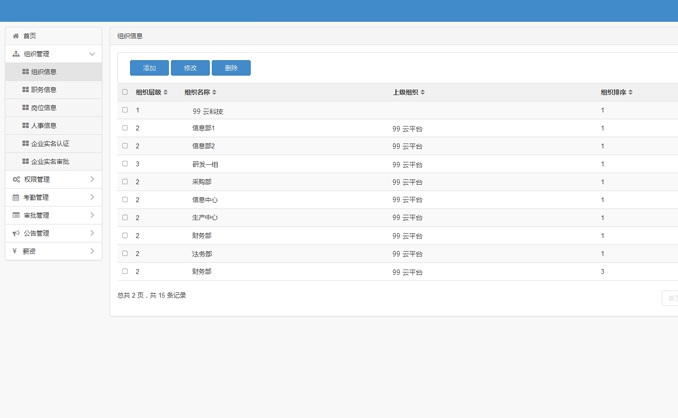 首页
组织管理
组织信息
职务信息
岗位信息
人事信息
企业实名认证
企业实名审批
权限管理
考勤管理
审批管理
公告管理
¥ 薪资
组织信息
添加 修改 删除
组织层级 组织名称 上级组织 组织排序
1 99 云科技 1
2 信息部1 99 云平台 1
2 信息部2 99 云平台 1
3 研发一组 99 云平台 1
2 采购部 99 云平台 1
2 信息中心 99 云平台 1
2 生产中心 99 云平台 1
2 财务部 99 云平台 1
2 法务部 99 云平台 1
2 财务部 99 云平台 3
总共 2 页，共 15 条记录